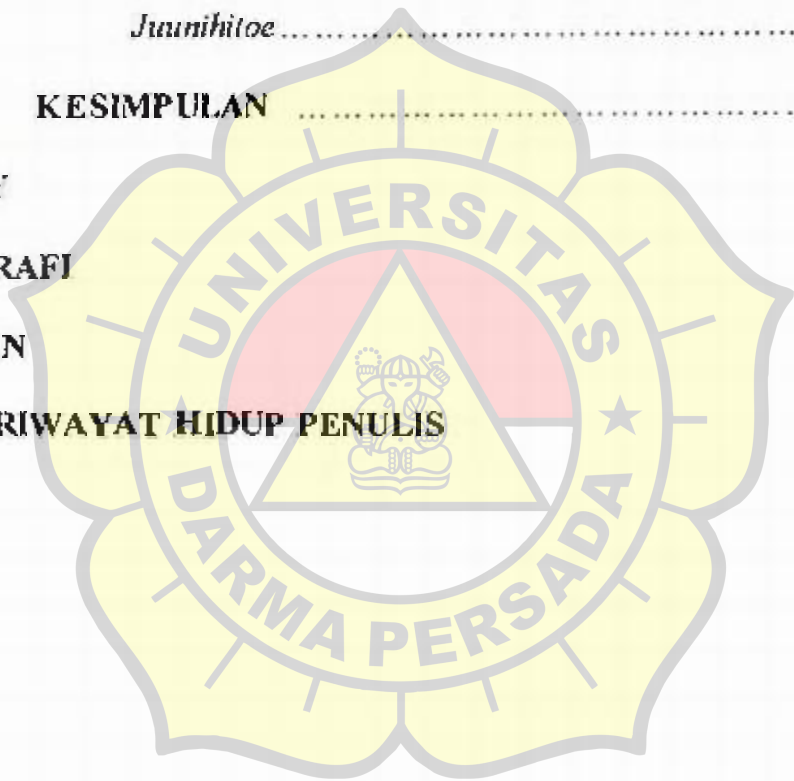 Juunihitoe ........................................
KESIMPULAN ........................................
RAFI
N
RIWAYAT HIDUP PENULIS
UNIVERSITAS
DARMA PERSADA